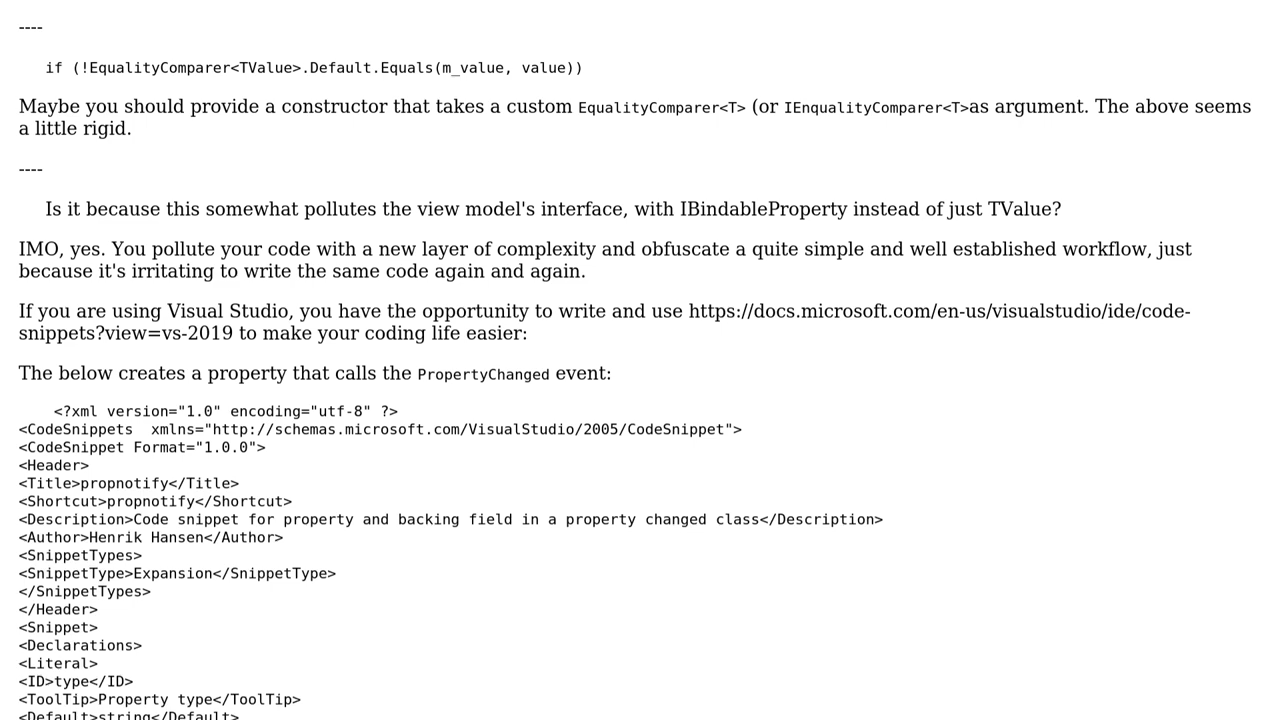 ----
if (!EqualityComparer<TValue>.Default.Equals(m_value, value))
Maybe you should provide a constructor that takes a custom EqualityComparer<T> (or IEnqualityComparer<T>as argument. The above seems
a little rigid.
----
Is it because this somewhat pollutes the view model's interface, with IBindableProperty instead of just TValue?
IMO, yes. You pollute your code with a new layer of complexity and obfuscate a quite simple and well established workflow, just
because it's irritating to write the same code again and again.
If you are using Visual Studio, you have the opportunity to write and use https://docs.microsoft.com/en-us/visualstudio/ide/code-
snippets?view=vs-2019 to make your coding life easier:
The below creates a property that calls the PropertyChanged event:
<?xml version="1.0" encoding="utf-8" ?>
<CodeSnippets  xmlns="http://schemas.microsoft.com/VisualStudio/2005/CodeSnippet">
<CodeSnippet Format="1.0.0">
<Header>
<Title>propnotify</Title>
<Shortcut>propnotify</Shortcut>
<Description>Code snippet for property and backing field in a property changed class</Description>
<Author>Henrik Hansen</Author>
<SnippetTypes>
<SnippetType>Expansion</SnippetType>
</SnippetTypes>
</Header>
<Snippet>
<Declarations>
<Literal>
<ID>type</ID>
<ToolTip>Property type</ToolTip>
<Default>string</Default>